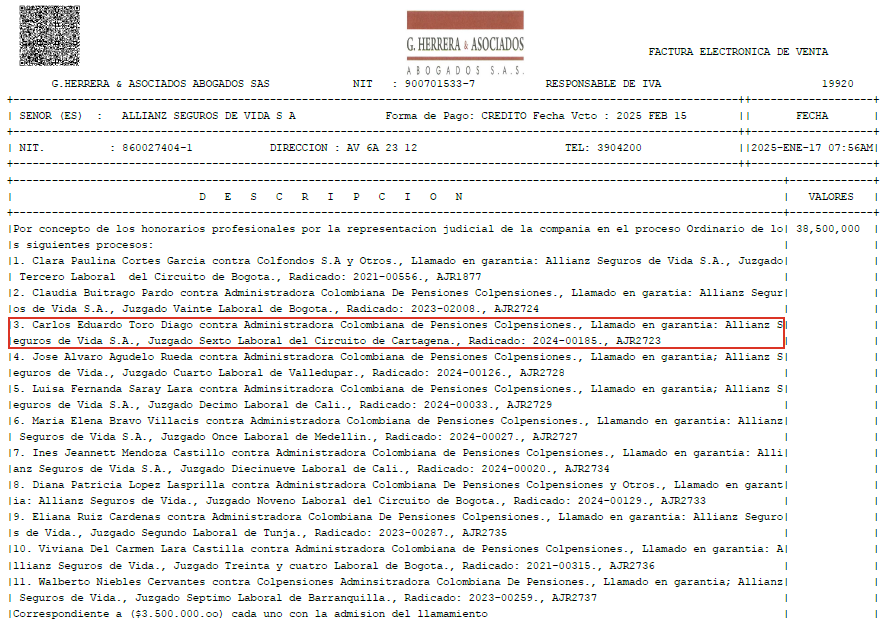 G. HERRERA & ASOCIADOS
ABOGADOS S.A.S.
FACTURA ELECTRONICA DE VENTA
G.HERRERA & ASOCIADOS ABOGADOS SAS NIT : 900701533-7 RESPONSABLE DE IVA 19920
SENOR (ES) : ALLIANZ SEGUROS DE VIDA S A Forma de Pago: CREDITO Fecha Vcto : 2025 FEB 15 FECHA
NIT. : 860027404-1 DIRECCION : AV 6A 23 12 TEL: 3904200 2025-ENE-17 07:56AM
D E S C R I P C I O N VALORES
Por concepto de los honorarios profesionales por la representacion judicial de la compania en el proceso Ordinario de lo 38,500,000
s siguientes procesos:
1. Clara Paulina Cortes Garcia contra Colfondos S.A y Otros., Llamado en garantia: Allianz Seguros de Vida S.A., Juzgado
Tercero Laboral del Circuito de Bogota., Radicado: 2021-00556., AJR1877
2. Claudia Buitrago Pardo contra Administradora Colombiana De Pensiones Colpensiones., Llamado en garatia: Allianz Segur
os de Vida S.A., Juzgado Vainte Laboral de Bogota., Radicado: 2023-02008., AJR2724
3. Carlos Eduardo Toro Diago contra Administradora Colombiana de Pensiones Colpensiones., Llamado en garantia: Allianz S
eguros de Vida S.A., Juzgado Sexto Laboral del Circuito de Cartagena., Radicado: 2024-00185., AJR2723
4. Jose Alvaro Agudelo Rueda contra Administradora Colombiana de Pensiones Colpensiones., Llamado en garantia: Allianz S
eguros de Vida., Juzgado Cuarto Laboral de Valledupar., Radicado: 2024-00126., AJR2728
5. Luisa Fernanda Saray Lara contra Adminsitradora Colombiana de Pensiones Colpensiones., Llamado en garantia; Allianz S
eguros de Vida S.A., Juzgado Decimo Laboral de Cali., Radicado: 2024-00033., AJR2729
6. Maria Elena Bravo Villacis contra Administradora Colombiana de Pensiones Colpensiones., Llamando en garantia: Allianz
Seguros de Vida S.A., Juzgado Once Laboral de Medellin., Radicado: 2024-00027., AJR2727
7. Ines Jeannett Mendoza Castillo contra Administradora Colombiana de Pensiones Colpensiones., Llamado en garantia: Alli
anz Seguros de Vida S.A., Juzgado Diecinueve Laboral de Cali., Radicado: 2024-00020., AJR2734
8. Diana Patricia Lopez Lasprilla contra Administradora Colombiana De Pensiones Colpensiones y Otros., Llamado en garant
ia: Allianz Seguros de Vida., Juzgado Noveno Laboral del Circuito de Bogota., Radicado: 2024-00129., AJR2733
9. Eliana Ruiz Cardenas contra Administradora Colombiana De Pensiones Colpensiones., Llamado en garantia: Allianz Seguro
s de Vida., Juzgado Segundo Laboral de Tunja., Radicado: 2023-00287., AJR2735
10. Viviana Del Carmen Lara Castilla contra Administradora Colombiana de Pensiones Colpensiones., Llamado en garantia: A
llianz Seguros de Vida., Juzgado Treinta y cuatro Laboral de Bogota., Radicado: 2021-00315., AJR2736
11. Walberto Niebles Cervantes contra Colpensiones Adminsitradora Colombiana De Pensiones., Llamado en garantia; Allianz
Seguros de Vida., Juzgado Septimo Laboral de Barranquilla., Radicado: 2023-00259., AJR2737
Correspondiente a ($3.500.000.oo) cada uno con la admision del llamamiento